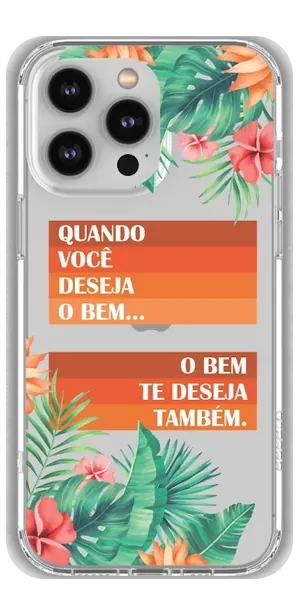 QUANDO
VOCÊ
DESEJA
O BEM...
O BEM
TE DESEJA
TAMBÉM.